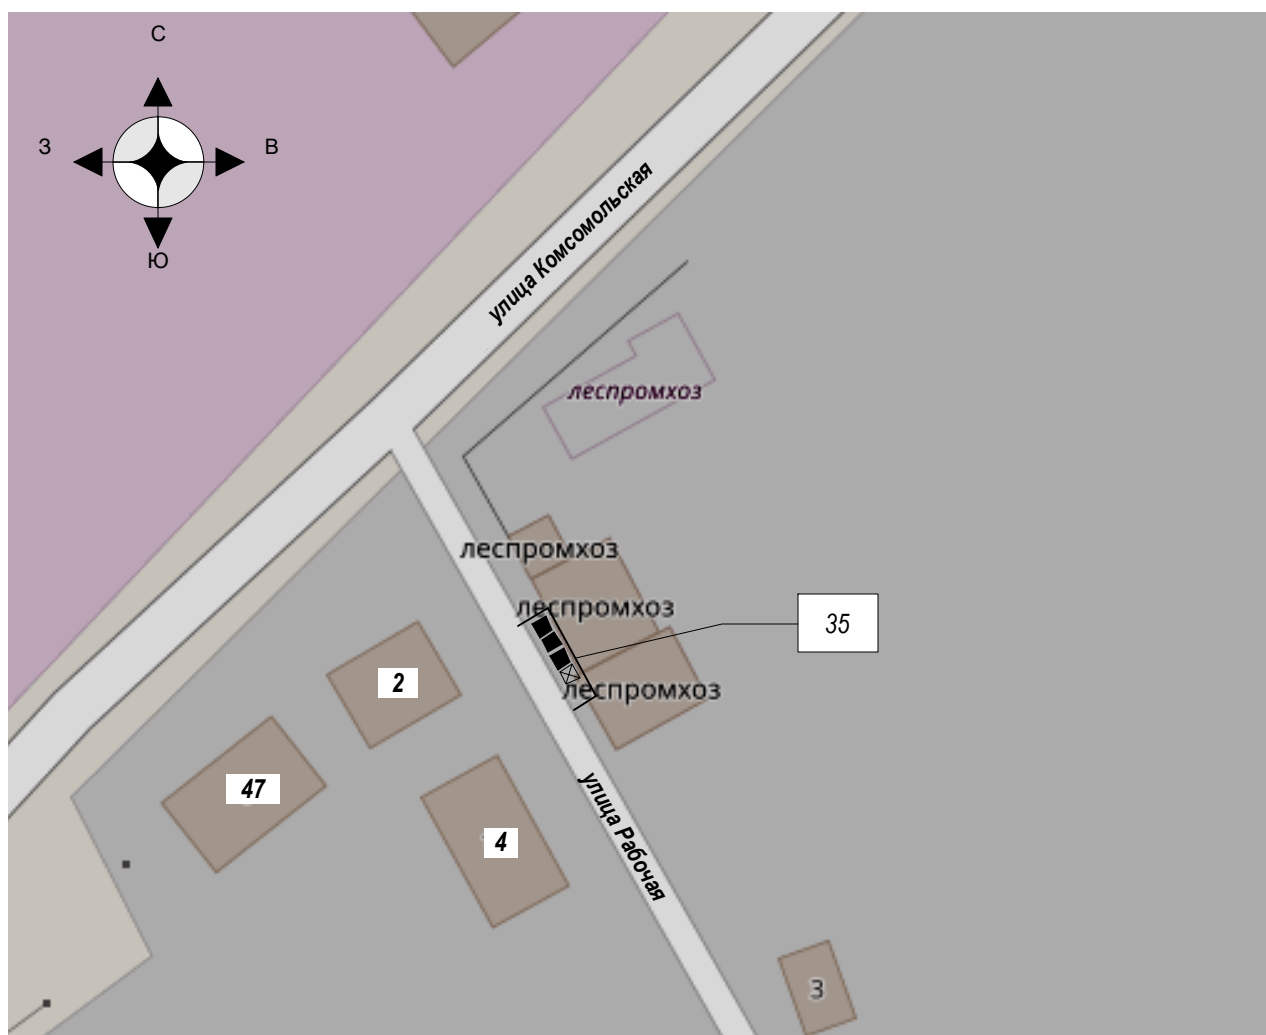 С
З
В
Ю
улица Комсомольская
леспромхоз
леспромхоз
леспромхоз
35
2
леспромхоз
47
улица Рабочая
4
3